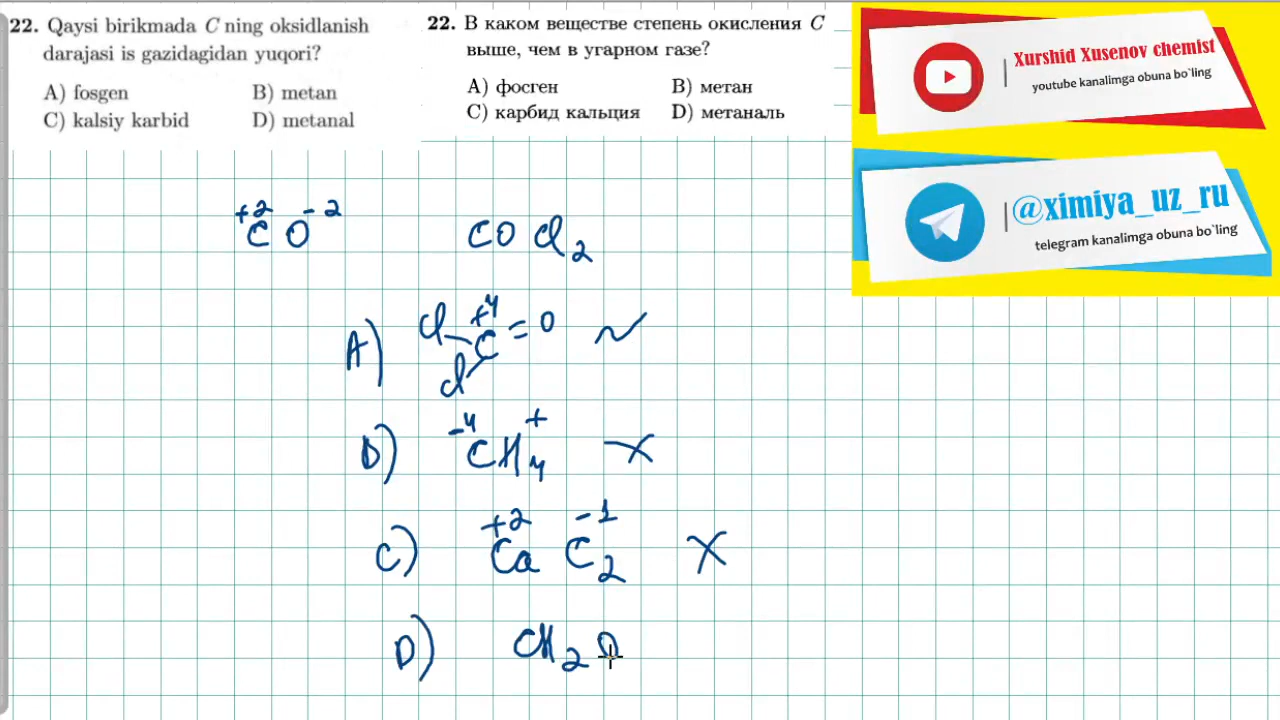 22. Qaysi birikmada C ning oksidlanish
darajasi is gazidagidan yuqori?
A) fosgen B) metan
C) kalsiy karbid D) metanal
22. В каком веществе степень окисления C
выше, чем в угарном газе?
A) фосген B) метан
C) карбид кальция D) метаналь
Xurshid Xusenov chemist
youtube kanalimga obuna bo`ling
@ximiya_uz_ru
telegram kanalimga obuna bo`ling
+2 -2
C O COCl2
+4
A) Cl C = O
Cl
-4 +
B) CH4 X
+2 -1
C) Ca C2 X
D) CH2O